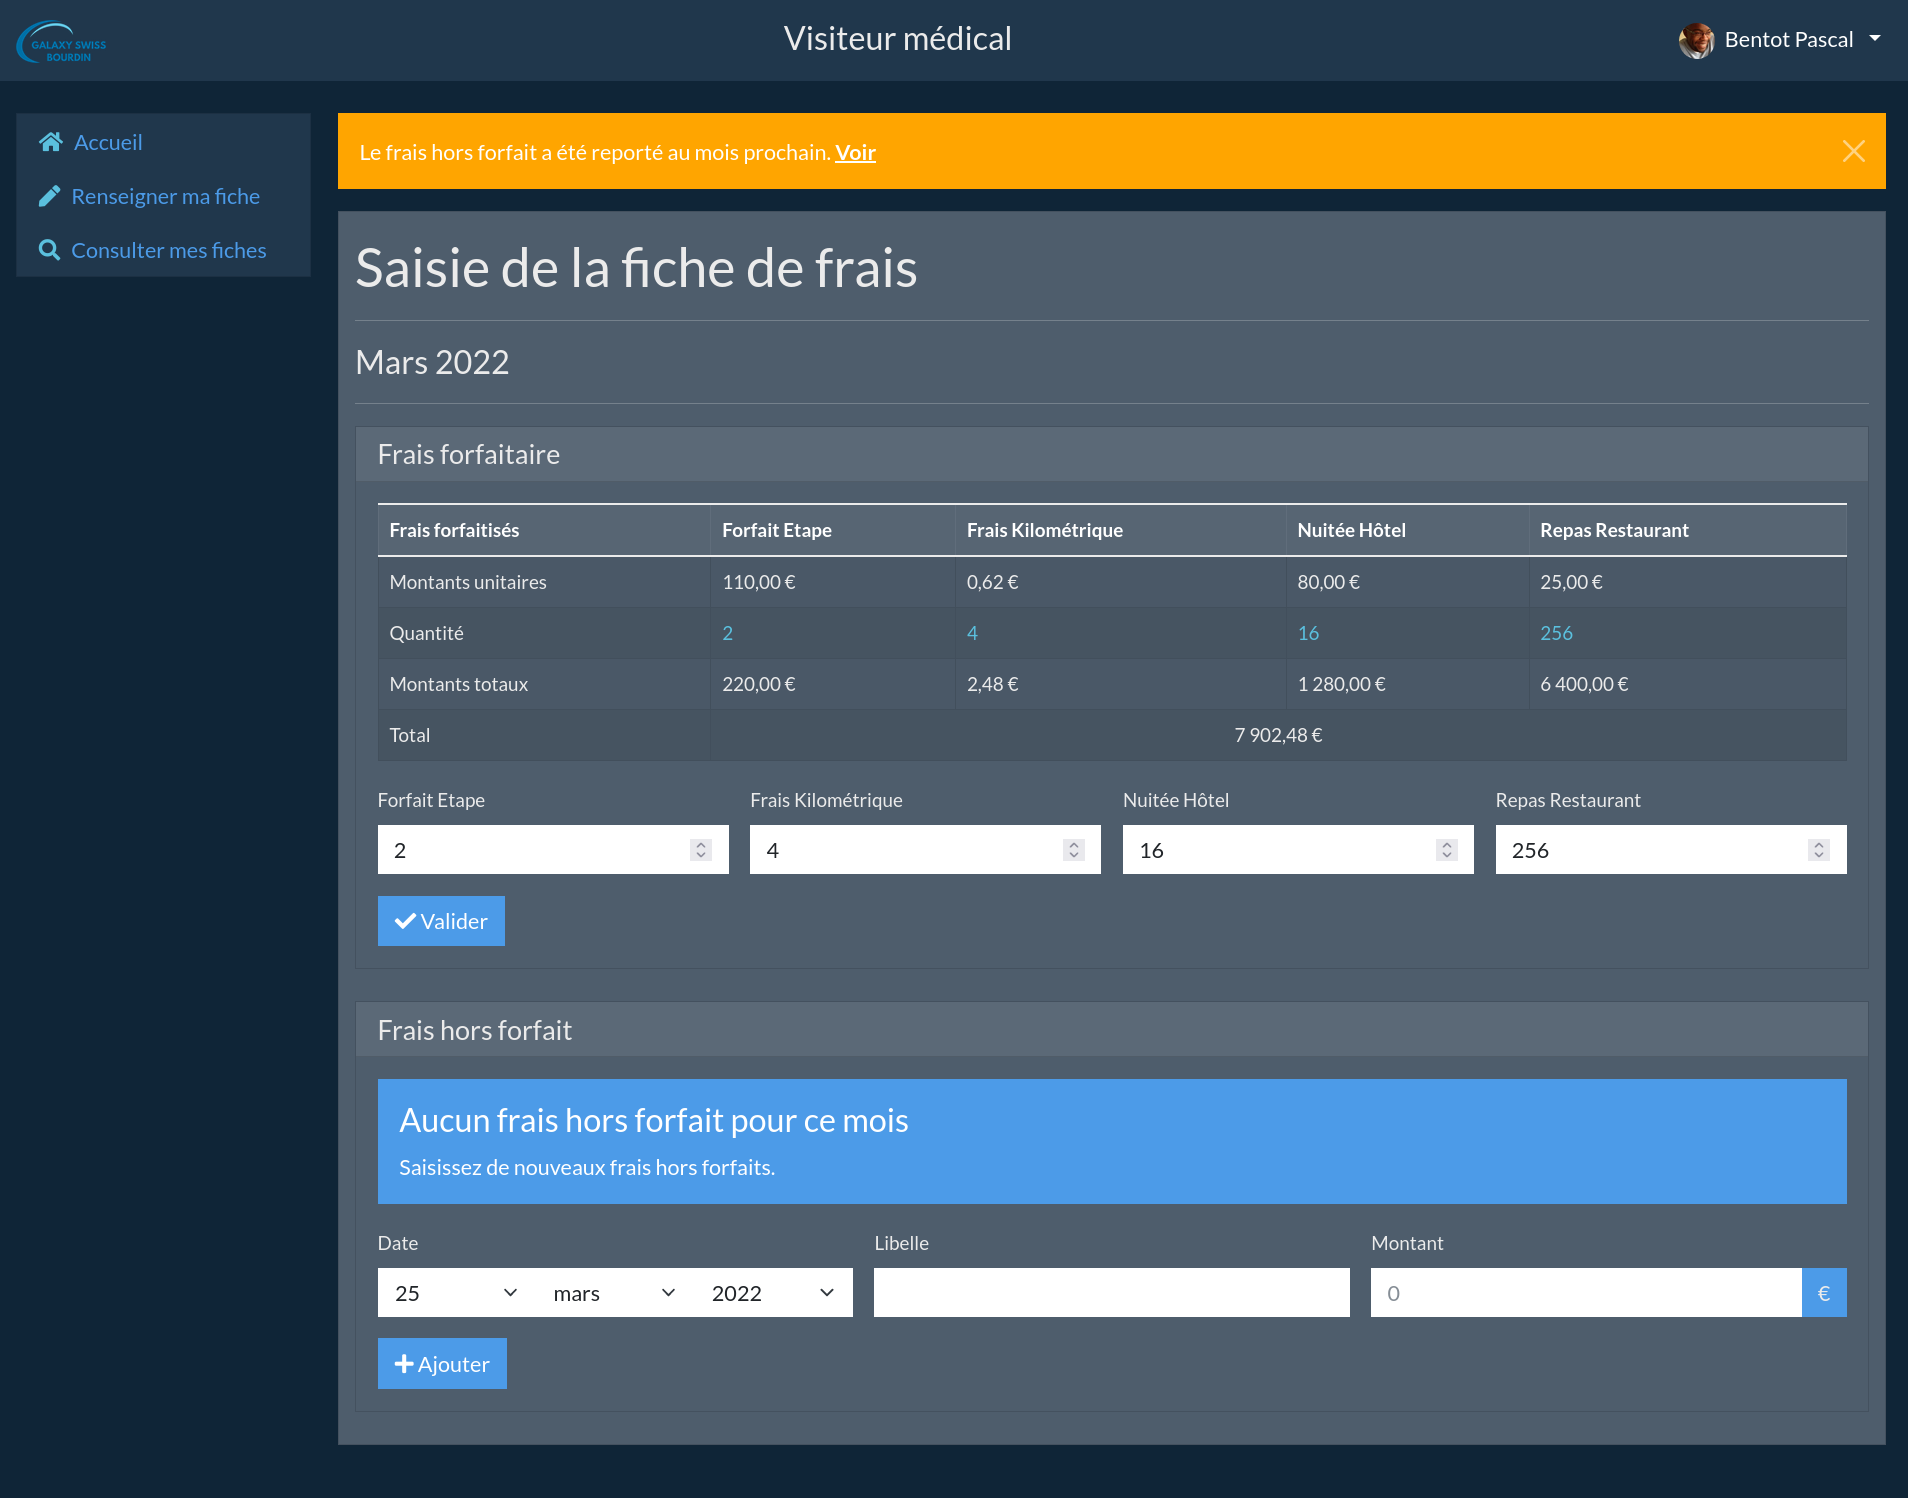 GALAXY SWISS
BOURDIN
Visiteur médical
Bentot Pascal
Accueil
Renseigner ma fiche
Consulter mes fiches
Le frais hors forfait a été reporté au mois prochain. Voir
Saisie de la fiche de frais
Mars 2022
Frais forfaitaire
Frais forfaitisés Forfait Etape Frais Kilométrique Nuitée Hôtel Repas Restaurant
Montants unitaires 110,00 € 0,62 € 80,00 € 25,00 €
Quantité 2 4 16 256
Montants totaux 220,00 € 2,48 € 1 280,00 € 6 400,00 €
Total 7 902,48 €
Forfait Etape Frais Kilométrique Nuitée Hôtel Repas Restaurant
2 4 16 256
Valider
Frais hors forfait
Aucun frais hors forfait pour ce mois
Saisissez de nouveaux frais hors forfaits.
Date Libelle Montant
25 mars 2022 0 €
Ajouter